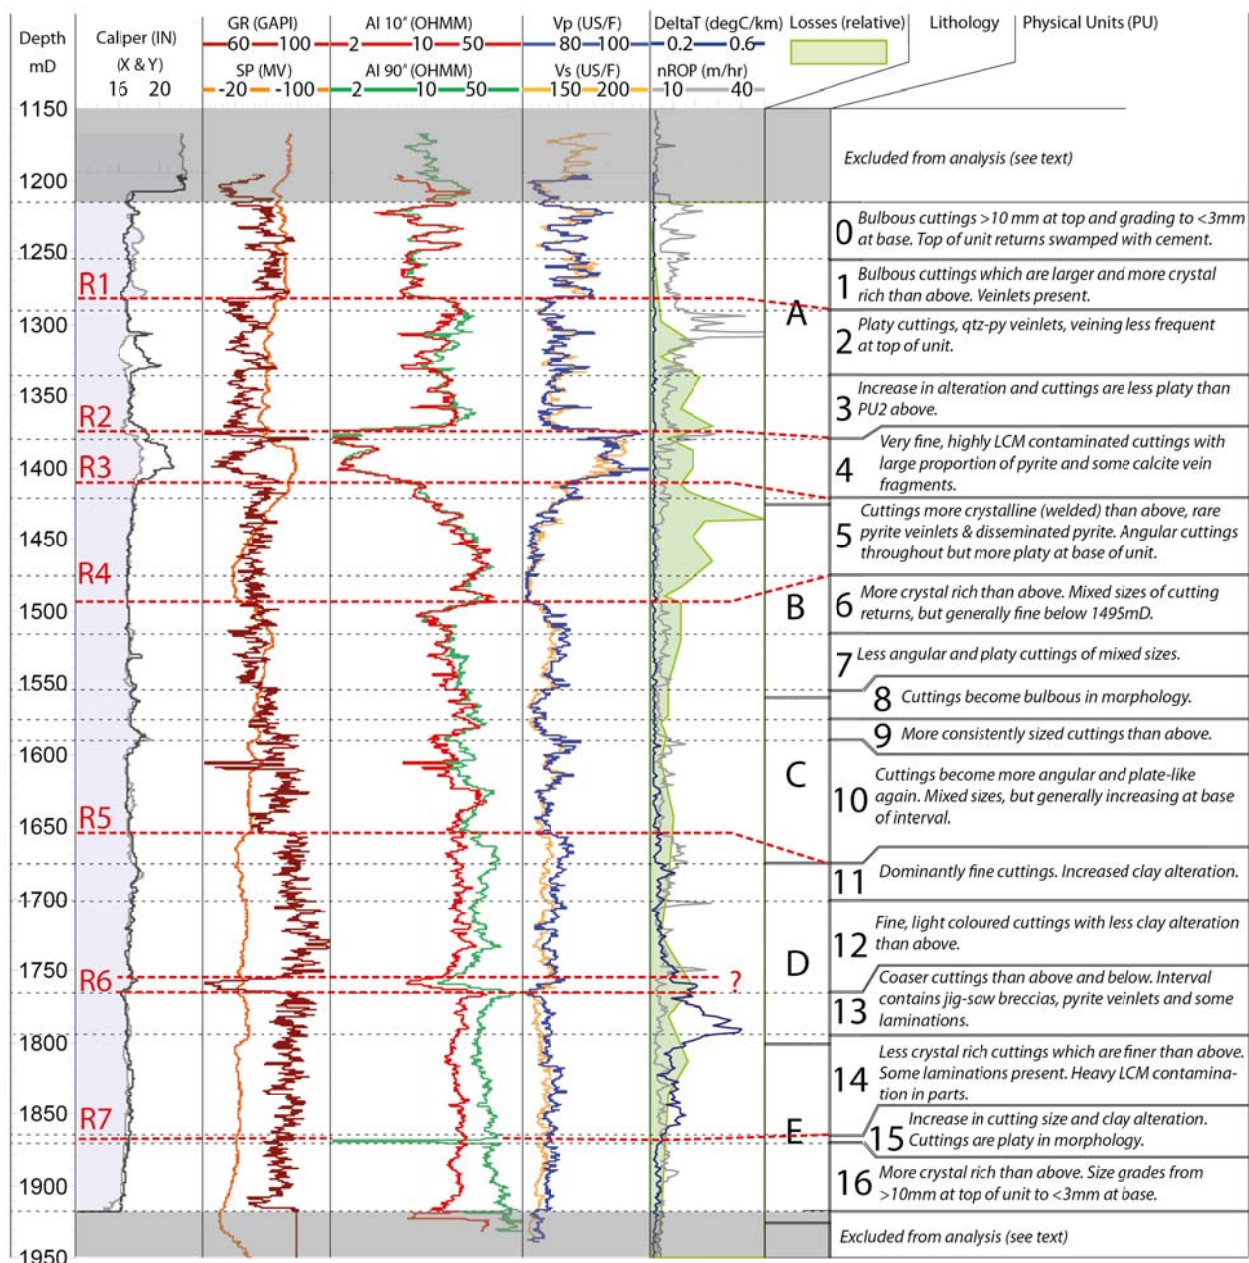 Depth
mD
Caliper (IN)
(X & Y)
16 20
GR (GAPI)
60 100
SP (MV)
-20 -100
AI 10" (OHMM)
2 10 50
AI 90" (OHMM)
2 10 50
Vp (US/F)
80 100
Vs (US/F)
150 200
DeltaT (degC/km)
0.2 0.6
nROP (m/hr)
10 40
Losses (relative)
Lithology
Physical Units (PU)
1150
1200
1250
1300
1350
1400
1450
1500
1550
1600
1650
1700
1750
1800
1850
1900
1950
R1
R2
R3
R4
R5
R6
?
R7
A
B
C
D
E
Excluded from analysis (see text)
0 Bulbous cuttings >10 mm at top and grading to <3mm
at base. Top of unit returns swamped with cement.
1 Bulbous cuttings which are larger and more crystal
rich than above. Veinlets present.
2 Platy cuttings, qtz-py veinlets, veining less frequent
at top of unit.
3 Increase in alteration and cuttings are less platy than
PU2 above.
4 Very fine, highly LCM contaminated cuttings with
large proportion of pyrite and some calcite vein
fragments.
5 Cuttings more crystalline (welded) than above, rare
pyrite veinlets & disseminated pyrite. Angular cuttings
throughout but more platy at base of unit.
6 More crystal rich than above. Mixed sizes of cutting
returns, but generally fine below 1495mD.
7 Less angular and platy cuttings of mixed sizes.
8 Cuttings become bulbous in morphology.
9 More consistently sized cuttings than above.
10 Cuttings become more angular and plate-like
again. Mixed sizes, but generally increasing at base
of interval.
11 Dominantly fine cuttings. Increased clay alteration.
12 Fine, light coloured cuttings with less clay alteration
than above.
13 Coaser cuttings than above and below. Interval
contains jig-saw breccias, pyrite veinlets and some
laminations.
14 Less crystal rich cuttings which are finer than above.
Some laminations present. Heavy LCM contamina-
tion in parts.
15 Increase in cutting size and clay alteration.
Cuttings are platy in morphology.
16 More crystal rich than above. Size grades from
>10mm at top of unit to <3mm at base.
Excluded from analysis (see text)